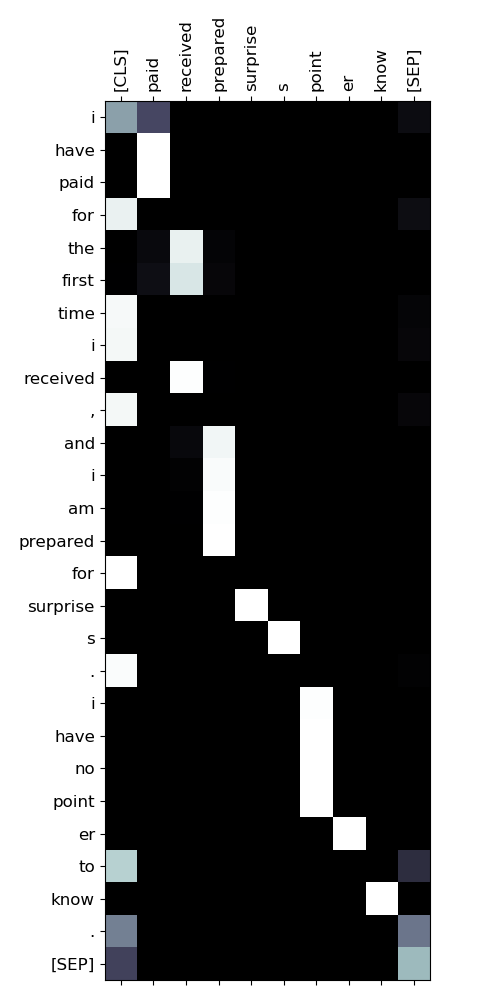 [CLS] paid received prepared surprise s point er know [SEP]
i
have
paid
for
the
first
time
i
received
,
and
i
am
prepared
for
surprise
s
.
i
have
no
point
er
to
know
.
[SEP]